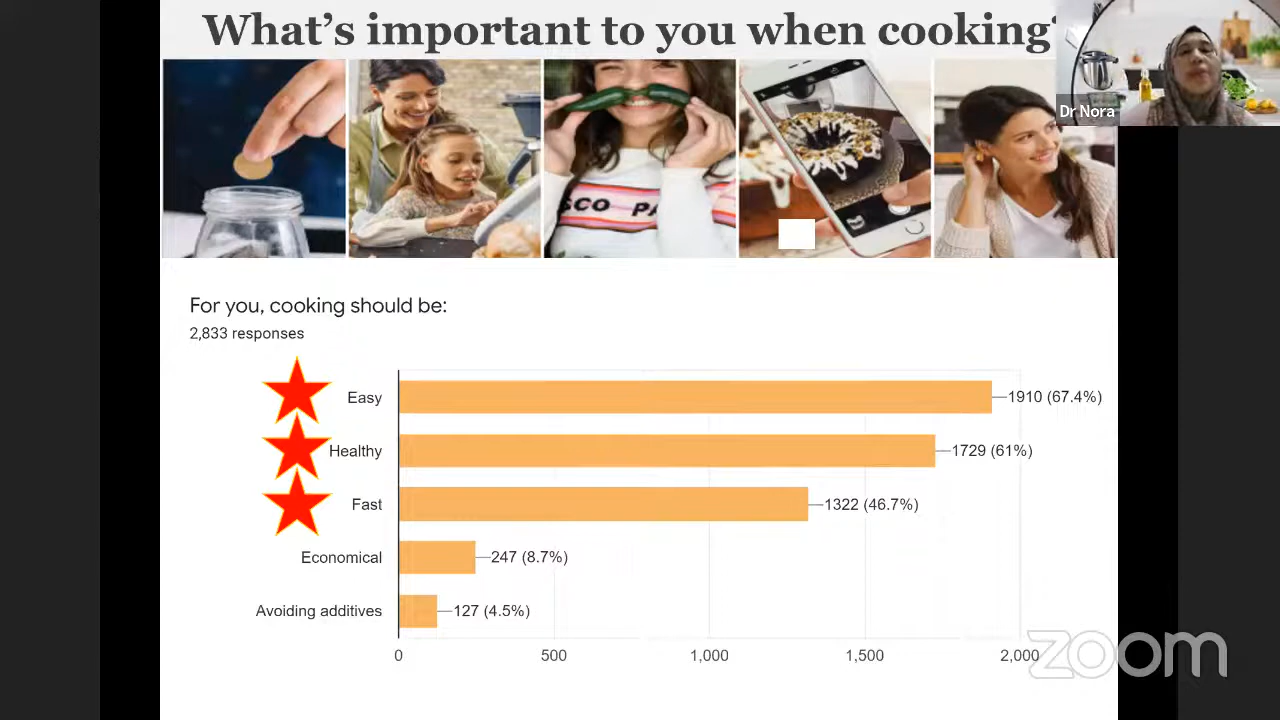 What's important to you when cooking?
Dr Nora
SCO PA
For you, cooking should be:
2,833 responses
Easy 1910 (67.4%)
Healthy 1729 (61%)
Fast 1322 (46.7%)
Economical 247 (8.7%)
Avoiding additives 127 (4.5%)
0 500 1,000 1,500 2,000
zoom